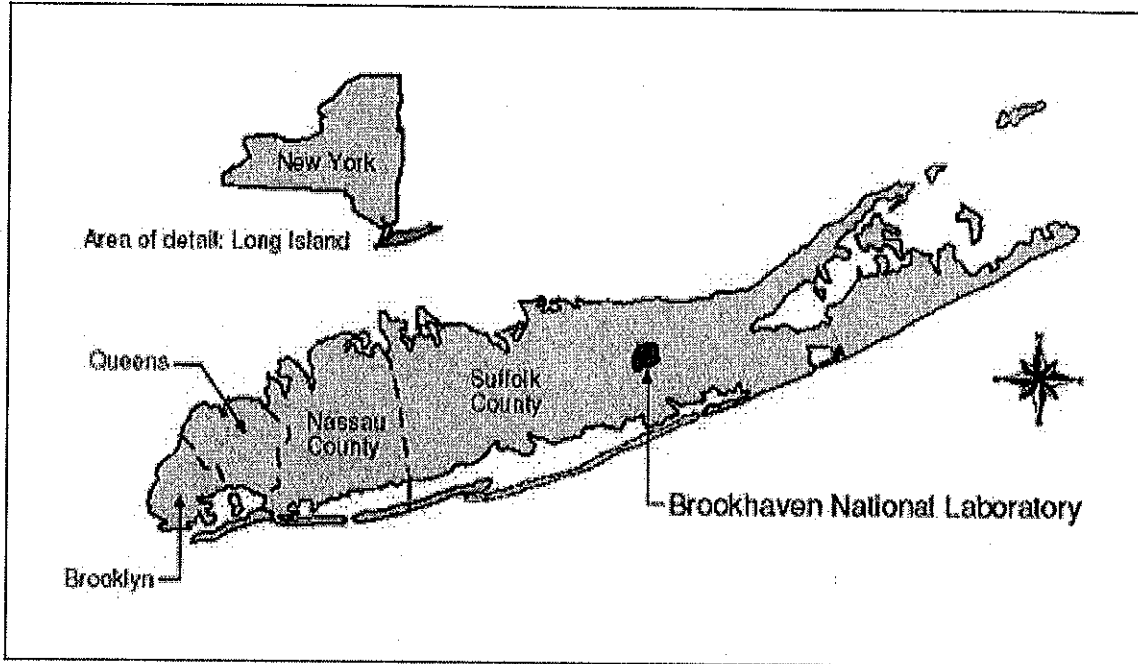 New York
Area of detail: Long Island
Queens
Suffolk
County
Nassau
County
Brookhaven National Laboratory
Brooklyn